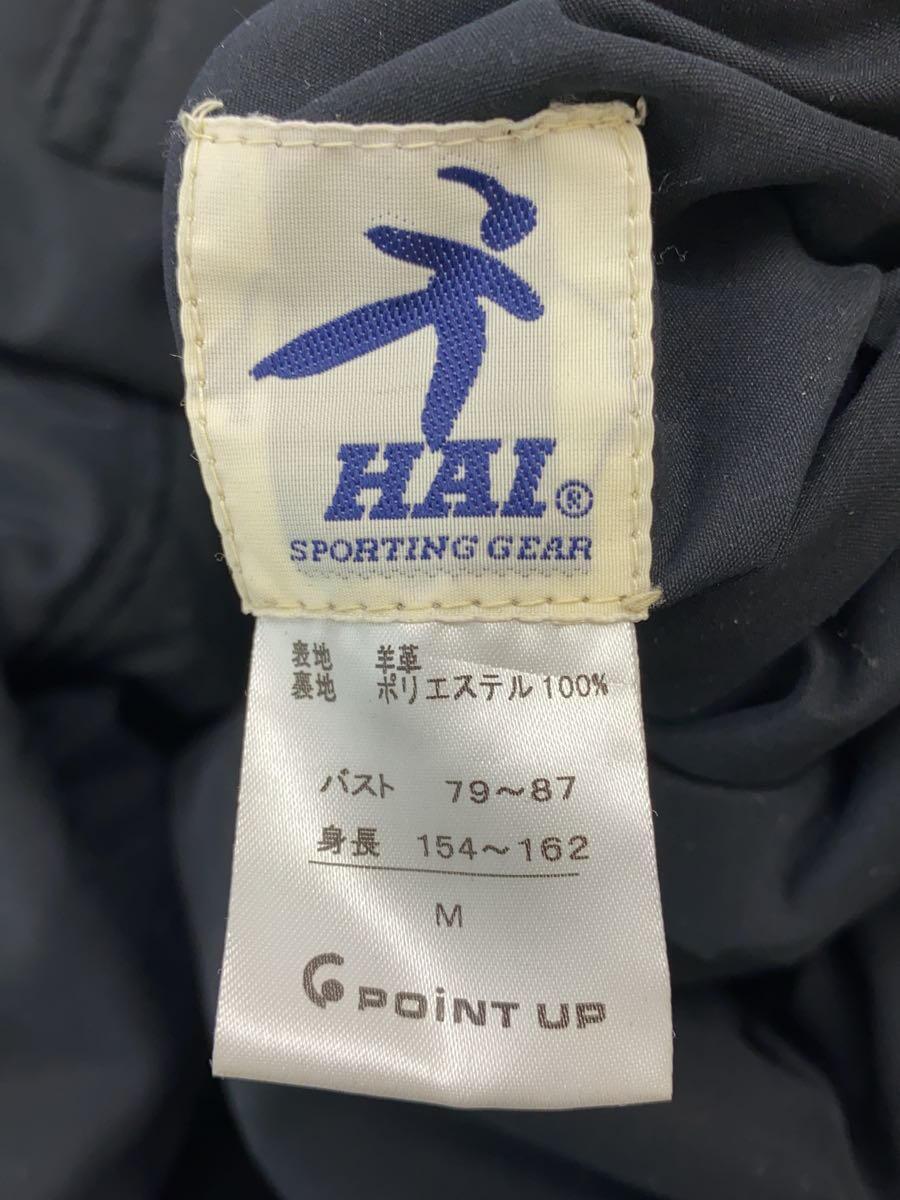 HAL®
SPORTING GEAR
表地 羊革
裏地 ポリエステル100%
バスト 79～87
身長 154～162
M
POiNT UP